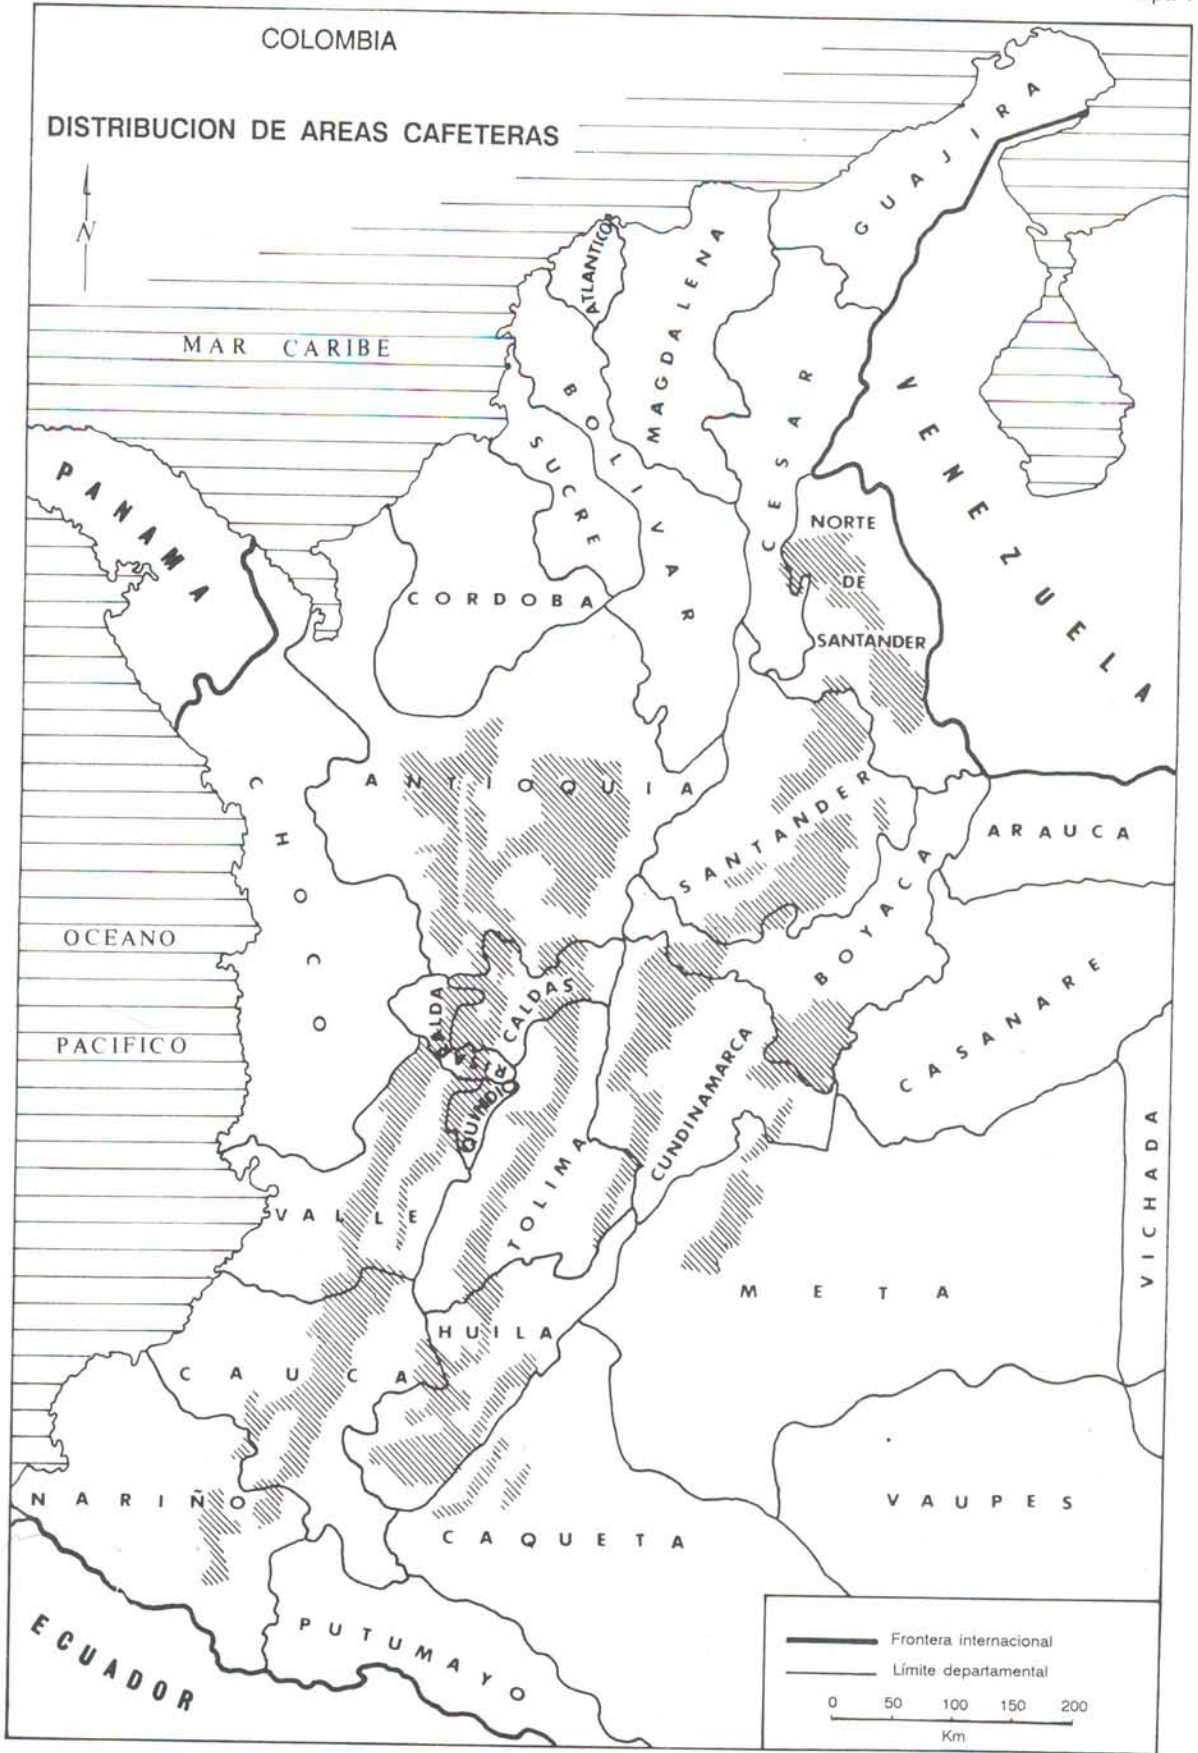 COLOMBIA
DISTRIBUCION DE AREAS CAFETERAS
N
GUAJIRA
ATLANTICO
MAGDALENA
MAR CARIBE
BOLIVAR
CESAR
VENEZUELA
SUCRE
PANAMA
NORTE
DE
SANTANDER
CORDOBA
CHOCO
ANTIOQUIA
SANTANDER
ARAUCA
BOYACA
OCEANO
PACIFICO
CASANARE
CALDAS
QUINDIO
CUNDINAMARCA
TOLIMA
VICHADA
VALLE
META
HUILA
CAUCA
NARIÑO
VAUPES
CAQUETA
PUTUMAYO
ECUADOR
Frontera internacional
Límite departamental
0 50 100 150 200
Km